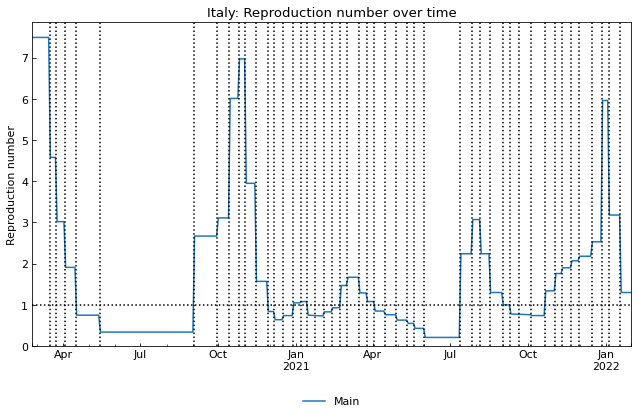 Italy: Reproduction number over time
Reproduction number
7
6
5
4
3
2
1
0
Apr Jul Oct Jan Apr Jul Oct Jan
2021 2022
Main